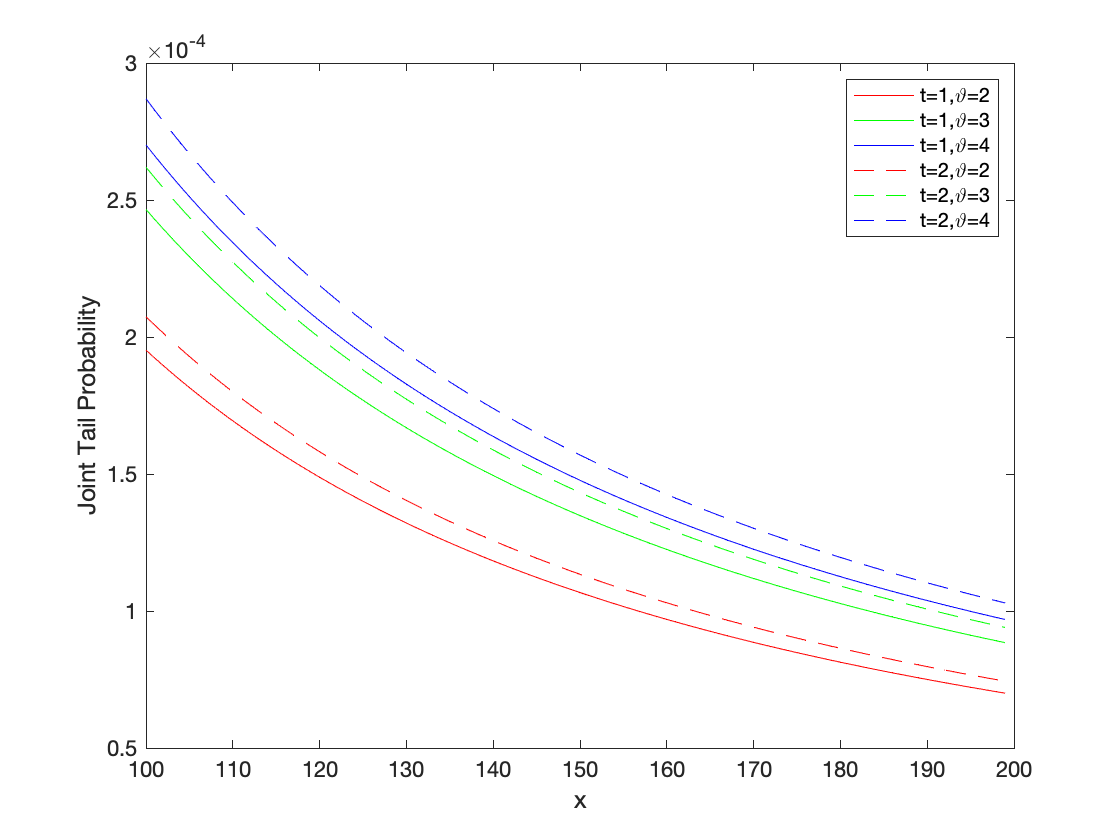 ×10-4
3
2.5
2
1.5
1
0.5
Joint Tail Probability
100 110 120 130 140 150 160 170 180 190 200
x
t=1,ϑ=2
t=1,ϑ=3
t=1,ϑ=4
t=2,ϑ=2
t=2,ϑ=3
t=2,ϑ=4